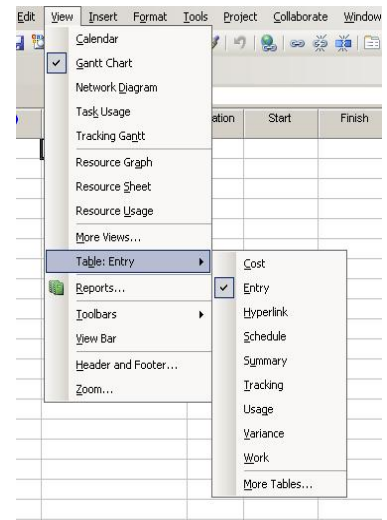 Edit View Insert Format Tools Project Collaborate Window
Calendar
Gantt Chart
Network Diagram
Task Usage
ation Start Finish
Tracking Gantt
Resource Graph
Resource Sheet
Resource Usage
More Views...
Table: Entry
Cost
Reports...
Entry
Toolbars
Hyperlink
View Bar
Schedule
Header and Footer...
Summary
Zoom...
Tracking
Usage
Variance
Work
More Tables...